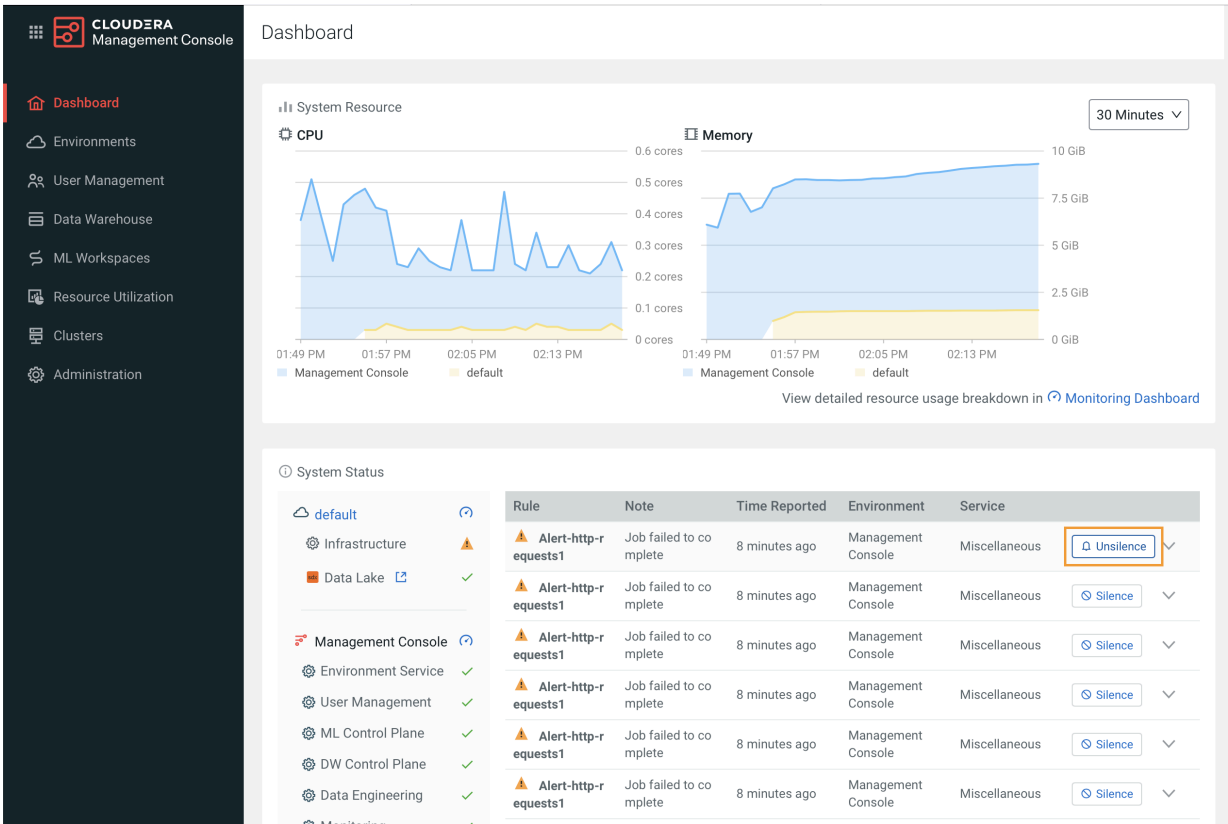 CLOUDERA
Management Console
Dashboard
Dashboard
Environments
User Management
Data Warehouse
ML Workspaces
Resource Utilization
Clusters
Administration
System Resource
30 Minutes
CPU
0.6 cores
0.5 cores
0.4 cores
0.3 cores
0.2 cores
0.1 cores
0 cores
01:49 PM 01:57 PM 02:05 PM 02:13 PM
Management Console default
Memory
10 GiB
7.5 GiB
5 GiB
2.5 GiB
0 GiB
01:49 PM 01:57 PM 02:05 PM 02:13 PM
Management Console default
View detailed resource usage breakdown in Monitoring Dashboard
System Status
default
Infrastructure
Data Lake
Management Console
Environment Service
User Management
ML Control Plane
DW Control Plane
Data Engineering
Monitoring
Rule Note Time Reported Environment Service
Alert-http-r Job failed to co 8 minutes ago Management Miscellaneous Unsilence
equests1 mplete Console
Alert-http-r Job failed to co 8 minutes ago Management Miscellaneous Silence
equests1 mplete Console
Alert-http-r Job failed to co 8 minutes ago Management Miscellaneous Silence
equests1 mplete Console
Alert-http-r Job failed to co 8 minutes ago Management Miscellaneous Silence
equests1 mplete Console
Alert-http-r Job failed to co 8 minutes ago Management Miscellaneous Silence
equests1 mplete Console
Alert-http-r Job failed to co 8 minutes ago Management Miscellaneous Silence
equests1 mplete Console